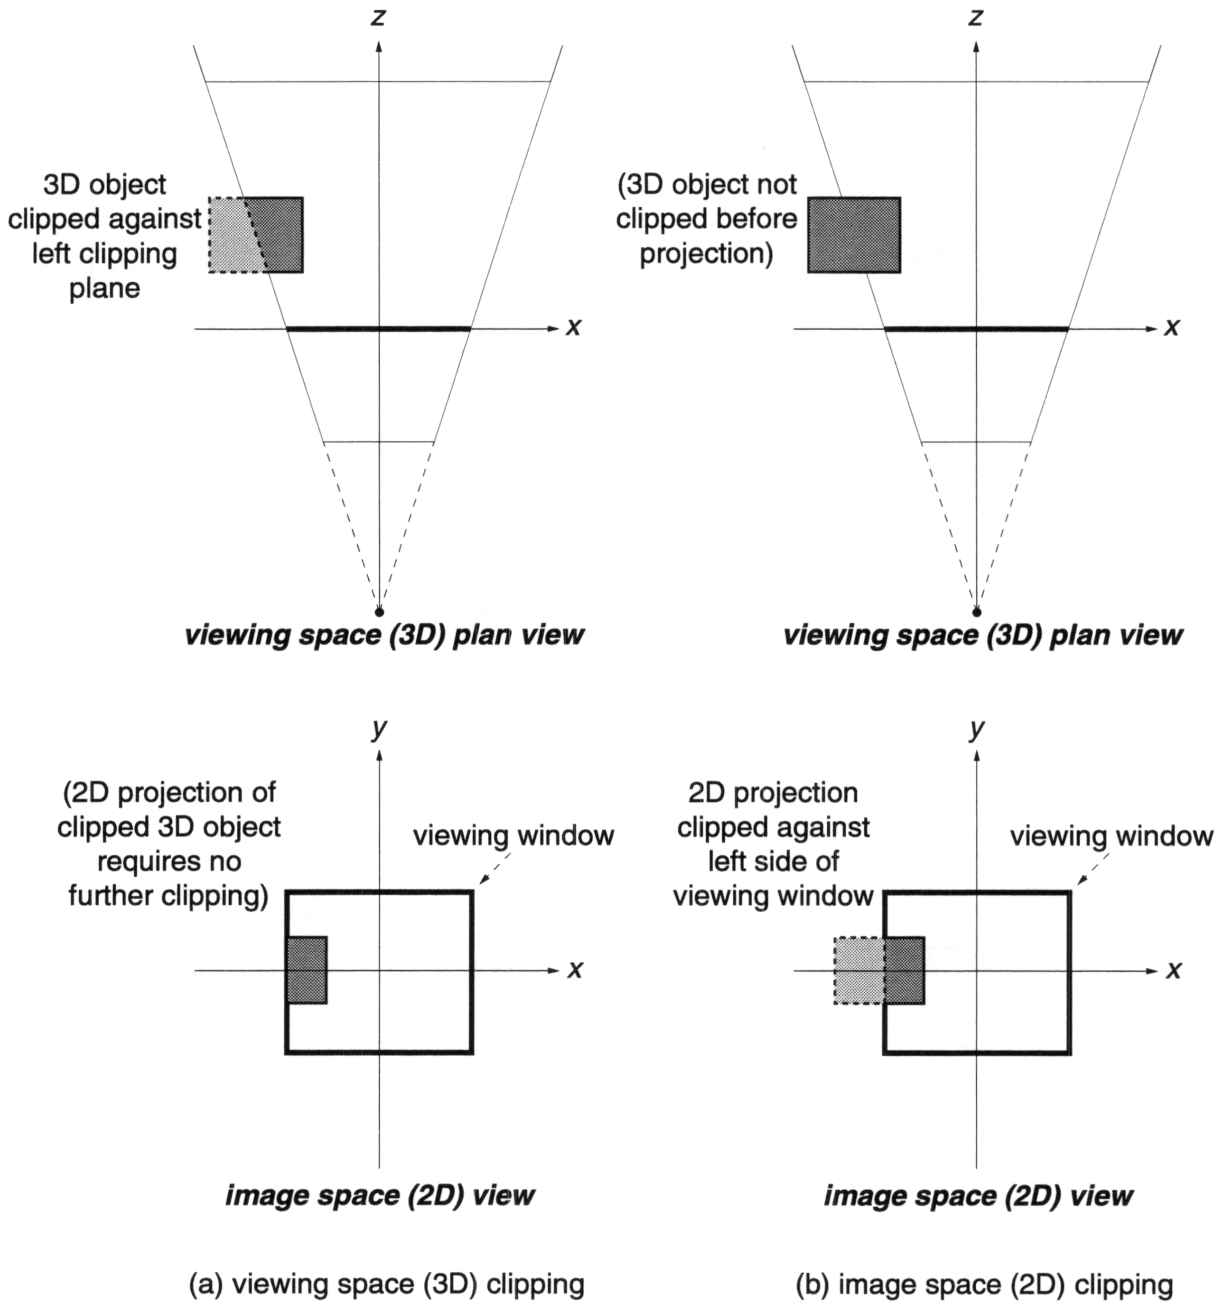 z
3D object
clipped against
left clipping
plane
x
viewing space (3D) plan view
z
(3D object not
clipped before
projection)
x
viewing space (3D) plan view
y
(2D projection of
clipped 3D object
requires no
further clipping)
viewing window
x
image space (2D) view
(a) viewing space (3D) clipping
y
2D projection
clipped against
left side of
viewing window
viewing window
x
image space (2D) view
(b) image space (2D) clipping